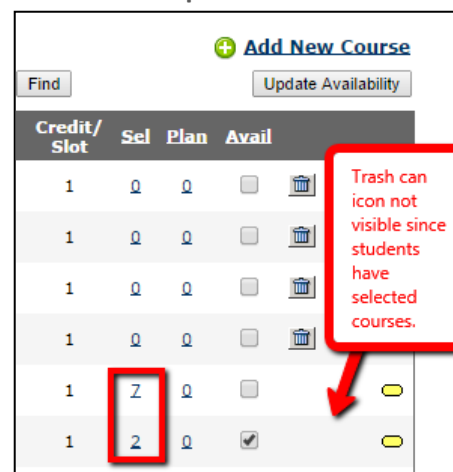 Add New Course
Find Update Availability
Credit/
Slot Sel Plan Avail
1 0 0
1 0 0
1 0 0
1 0 0
1 7 0
1 2 0
Trash can
icon not
visible since
students
have
selected
courses.